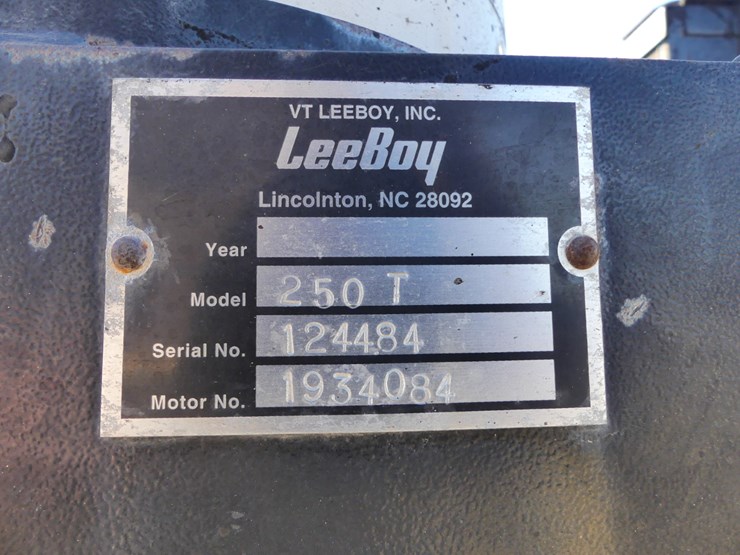 VT LEEBOY, INC.
LeeBoy
Lincolnton, NC 28092
Year
Model 250 T
Serial No. 124484
Motor No. 1934084